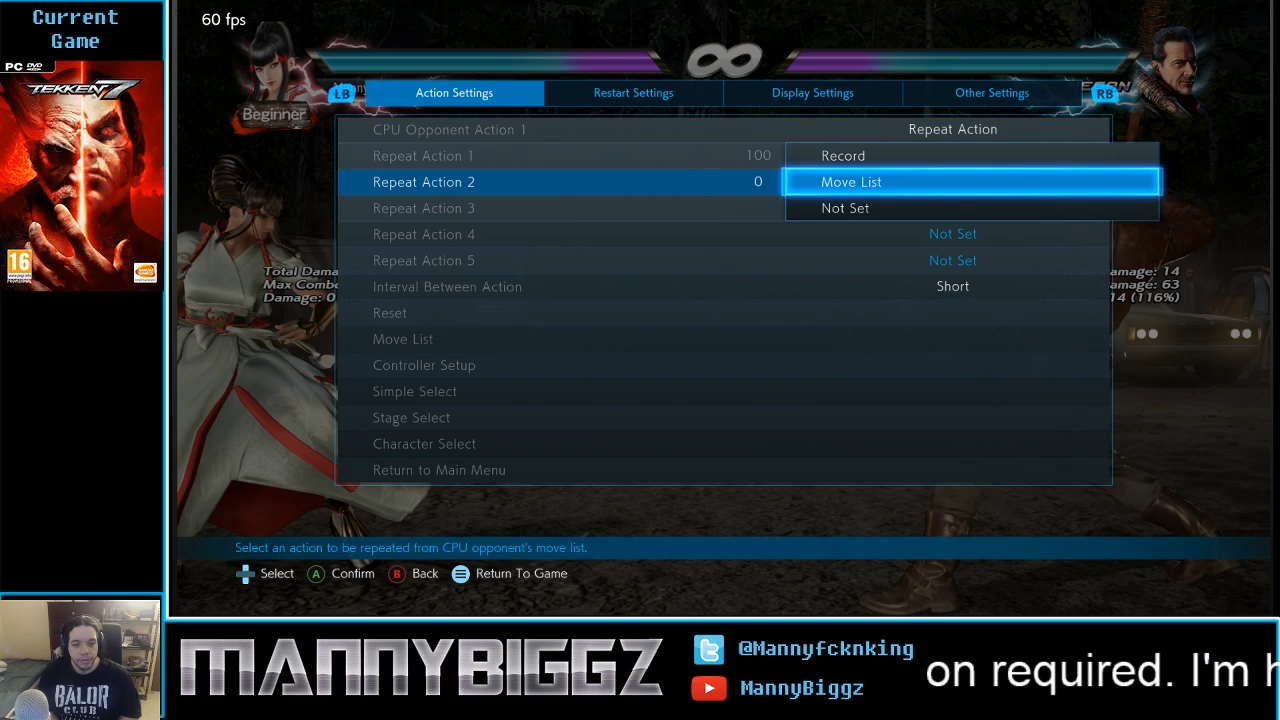 Current
Game
60 fps
PC DVD
TEKKEN 7
Beginner
LB
Action Settings
Restart Settings
Display Settings
Other Settings
RB
CPU Opponent Action 1
Repeat Action
Repeat Action 1
100
Record
Repeat Action 2
0
Move List
Repeat Action 3
Not Set
Repeat Action 4
Not Set
Repeat Action 5
Not Set
Interval Between Action
Short
Reset
Move List
Controller Setup
Simple Select
Stage Select
Character Select
Return to Main Menu
Total Dama
Max Comb
Damage: 0
amage: 14
amage: 63
14 (116%)
16
Select an action to be repeated from CPU opponent's move list.
Select
A
Confirm
B
Back
Return To Game
BALOR
CLUB
MANNYBIGGZ
@Mannyfcknking
MannyBiggz
on required. I'm h